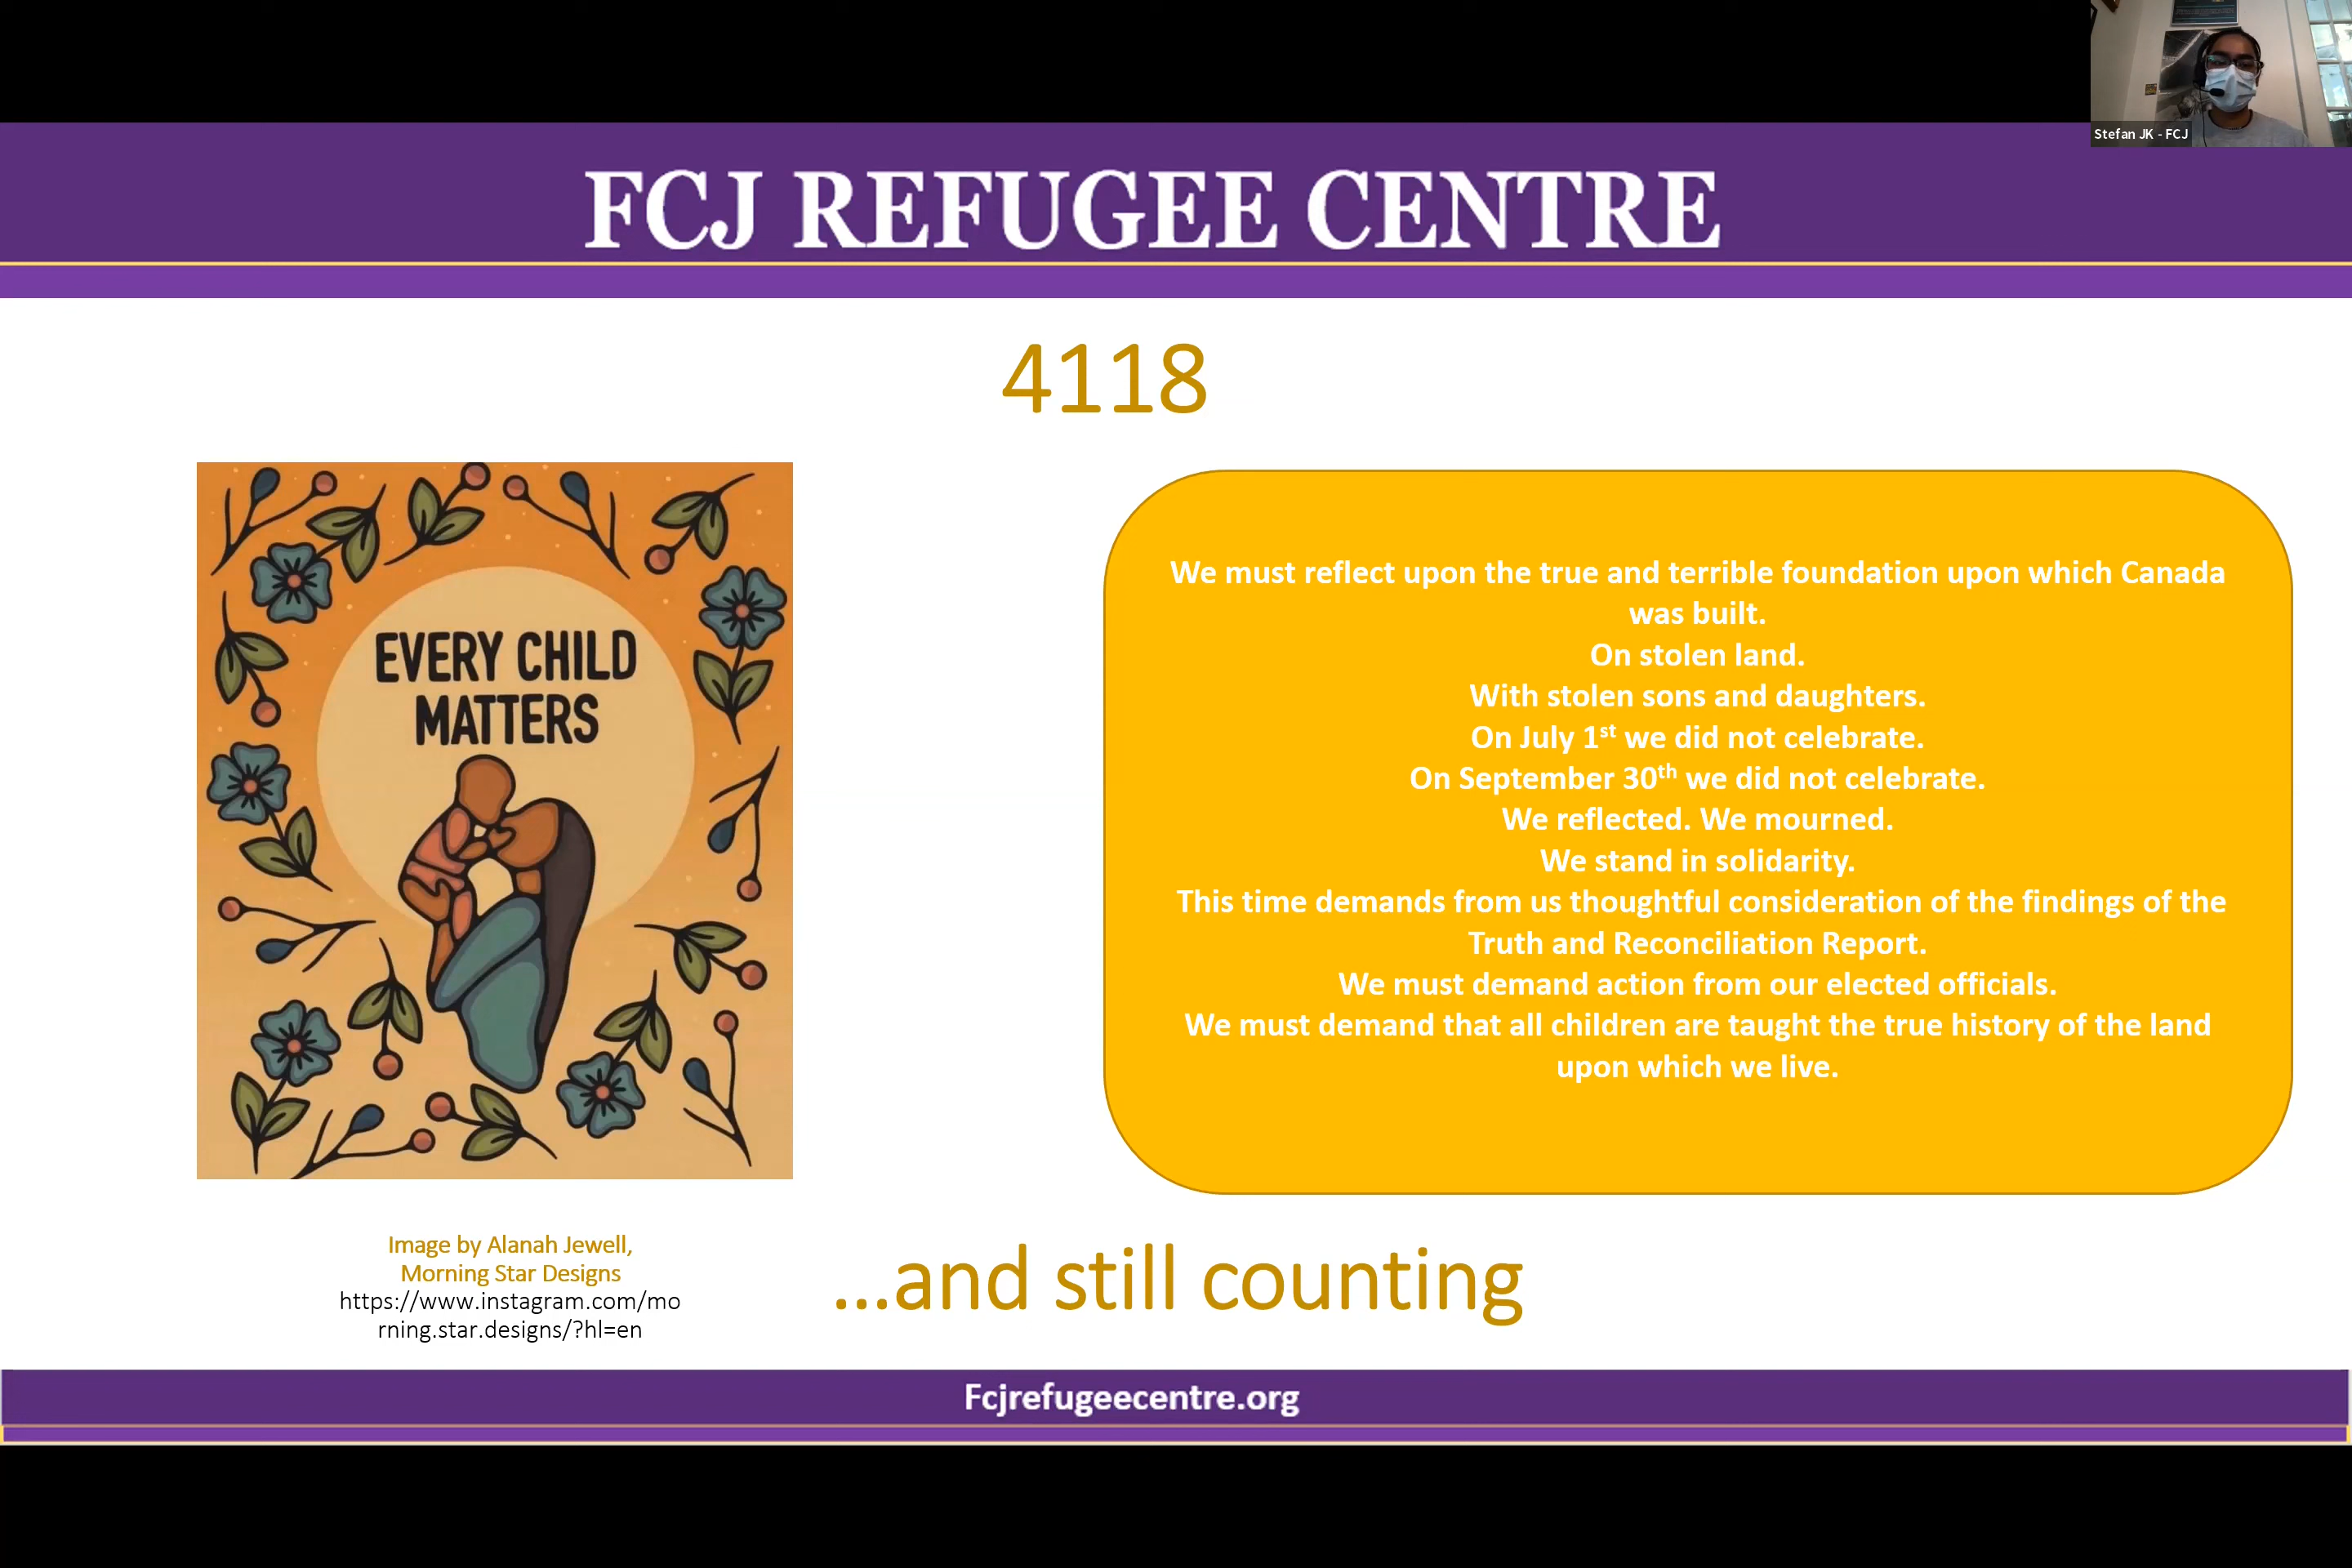 Stefan JK - FCJ
FCJ REFUGEE CENTRE
4118
EVERY CHILD
MATTERS
We must reflect upon the true and terrible foundation upon which Canada
was built.
On stolen land.
With stolen sons and daughters.
On July 1st we did not celebrate.
On September 30th we did not celebrate.
We reflected. We mourned.
We stand in solidarity.
This time demands from us thoughtful consideration of the findings of the
Truth and Reconciliation Report.
We must demand action from our elected officials.
We must demand that all children are taught the true history of the land
upon which we live.
Image by Alanah Jewell,
Morning Star Designs
https://www.instagram.com/mo
rning.star.designs/?hl=en
...and still counting
Fcjrefugeecentre.org